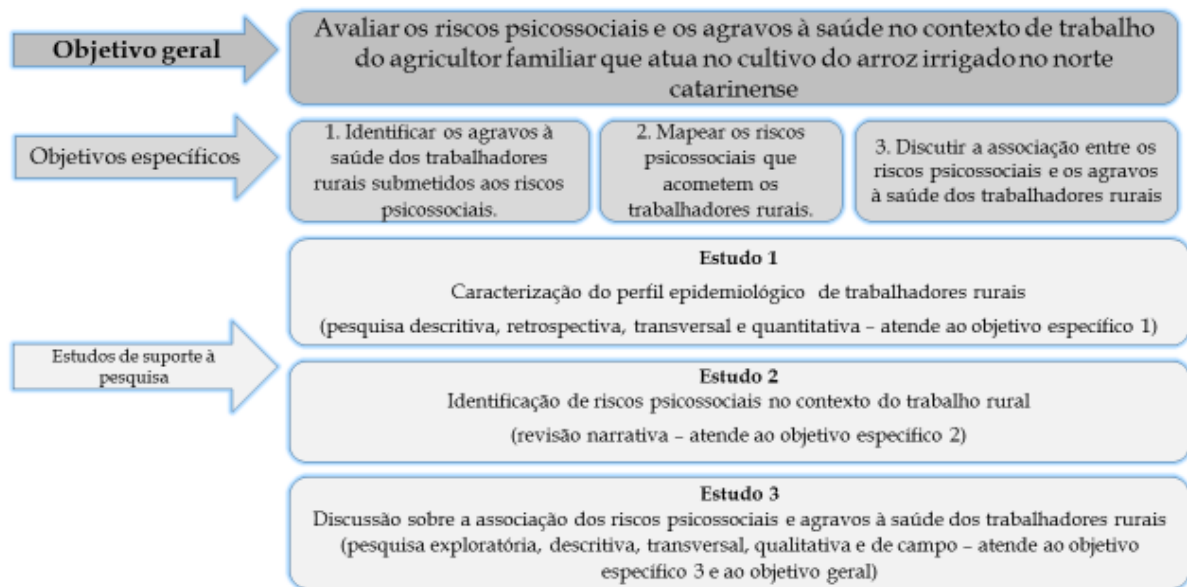 Objetivo geral
Avaliar os riscos psicossociais e os agravos à saúde no contexto de trabalho
do agricultor familiar que atua no cultivo do arroz irrigado no norte
catarinense
Objetivos específicos
1. Identificar os agravos à
saúde dos trabalhadores
rurais submetidos aos riscos
psicossociais.
2. Mapear os riscos
psicossociais que
acometem os
trabalhadores rurais.
3. Discutir a associação entre os
riscos psicossociais e os agravos
à saúde dos trabalhadores rurais
Estudos de suporte à
pesquisa
Estudo 1
Caracterização do perfil epidemiológico de trabalhadores rurais
(pesquisa descritiva, retrospectiva, transversal e quantitativa – atende ao objetivo específico 1)
Estudo 2
Identificação de riscos psicossociais no contexto do trabalho rural
(revisão narrativa – atende ao objetivo específico 2)
Estudo 3
Discussão sobre a associação dos riscos psicossociais e agravos à saúde dos trabalhadores rurais
(pesquisa exploratória, descritiva, transversal, qualitativa e de campo – atende ao objetivo
específico 3 e ao objetivo geral)